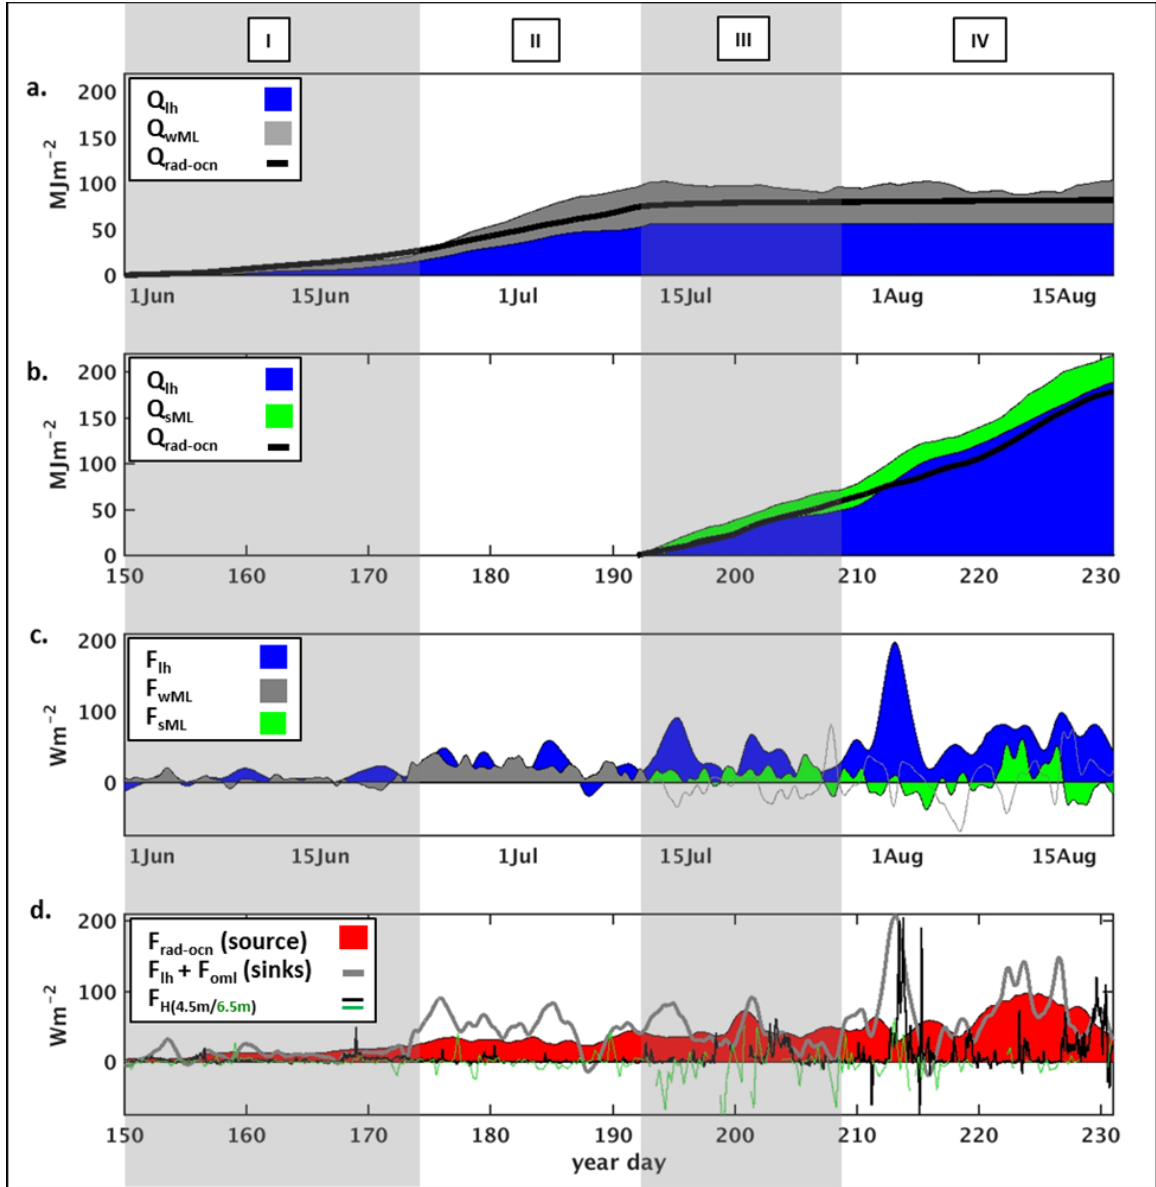 I II III IV
a.
200
150
100
50
0
MJm⁻²
Q_lh
Q_wML
Q_rad-ocn
1Jun 15Jun 1Jul 15Jul 1Aug 15Aug
b.
200
150
100
50
0
MJm⁻²
Q_lh
Q_sML
Q_rad-ocn
150 160 170 180 190 200 210 220 230
c.
200
100
0
Wm⁻²
F_lh
F_wML
F_sML
1Jun 15Jun 1Jul 15Jul 1Aug 15Aug
d.
200
100
0
Wm⁻²
F_rad-ocn (source)
F_lh + F_oml (sinks)
F_H(4.5m/6.5m)
150 160 170 180 190 200 210 220 230
year day